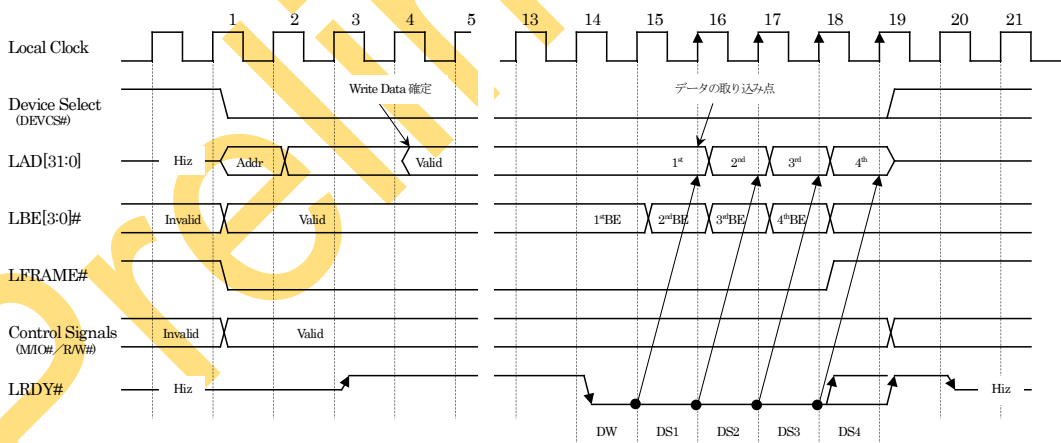 1 2 3 4 5 13 14 15 16 17 18 19 20 21
Local Clock
Write Data 確定
データの取り込み点
Device Select
(DEVCS#)
LAD[31:0] Hiz Addr Valid 1st 2nd 3rd 4th
LBE[3:0]# Invalid Valid 1stBE 2ndBE 3rdBE 4thBE
LFRAME#
Control Signals Invalid Valid
(M/IO#／R/W#)
LRDY# Hiz Hiz
DW DS1 DS2 DS3 DS4